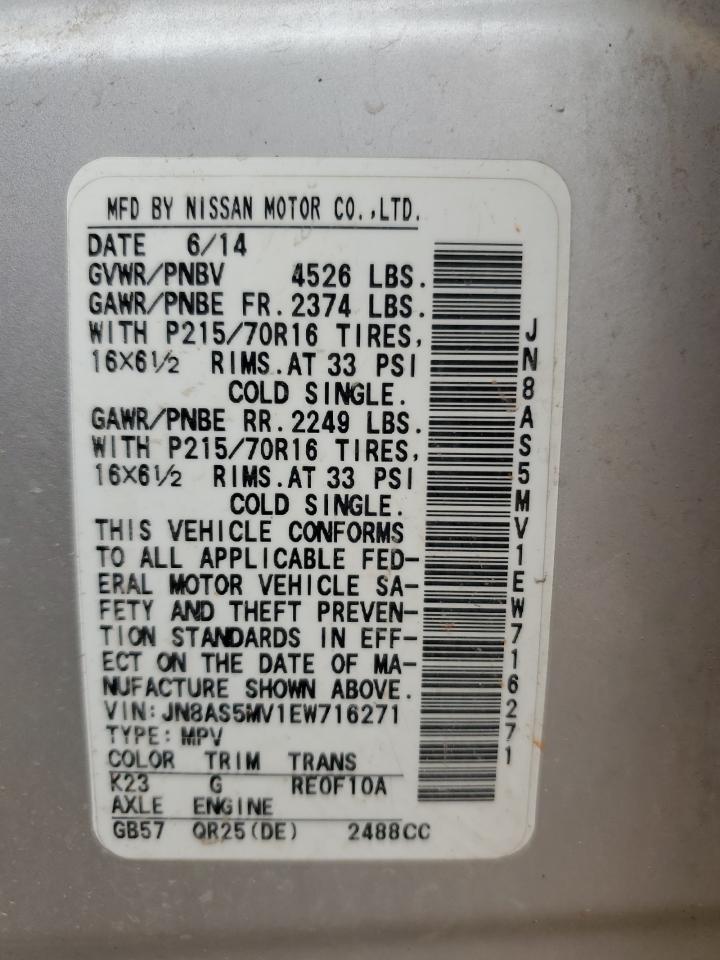 MFD BY NISSAN MOTOR CO.,LTD.
DATE 6/14
GVWR/PNBV 4526 LBS.
GAWR/PNBE FR. 2374 LBS.
WITH P215/70R16 TIRES,
16X6½ RIMS. AT 33 PSI
COLD SINGLE.
GAWR/PNBE RR. 2249 LBS.
WITH P215/70R16 TIRES,
16X6½ RIMS. AT 33 PSI
COLD SINGLE.
THIS VEHICLE CONFORMS
TO ALL APPLICABLE FED-
ERAL MOTOR VEHICLE SA-
FETY AND THEFT PREVEN-
TION STANDARDS IN EFF-
ECT ON THE DATE OF MA-
NUFACTURE SHOWN ABOVE.
VIN: JN8AS5MV1EW716271
TYPE: MPV
COLOR TRIM TRANS
K23 G RE0F10A
AXLE ENGINE
GB57 QR25(DE) 2488CC
JN8AS5MV1EW716271